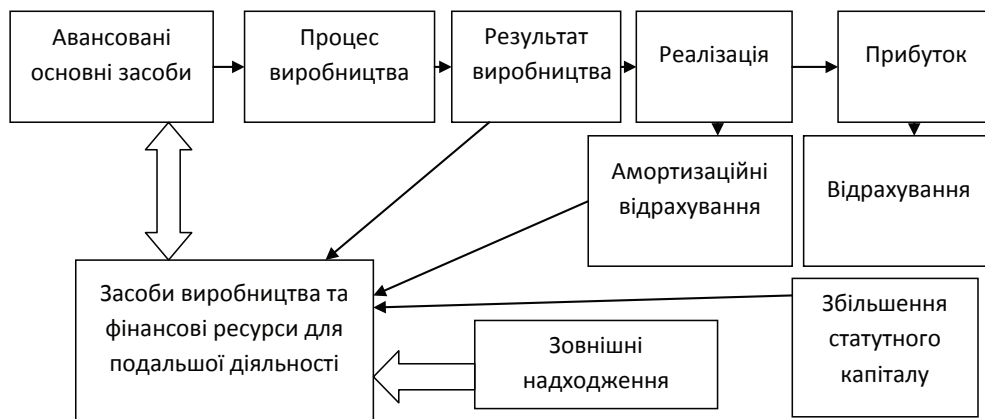 Авансовані
основні засоби
Процес
виробництва
Результат
виробництва
Реалізація
Прибуток
Амортизаційні
відрахування
Відрахування
Засоби виробництва та
фінансові ресурси для
подальшої діяльності
Зовнішні
надходження
Збільшення
статутного
капіталу